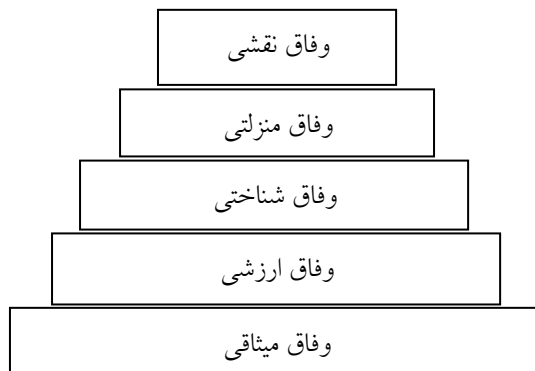 وفاق نقشی
وفاق منزلتی
وفاق شناختی
وفاق ارزشی
وفاق میثاقی